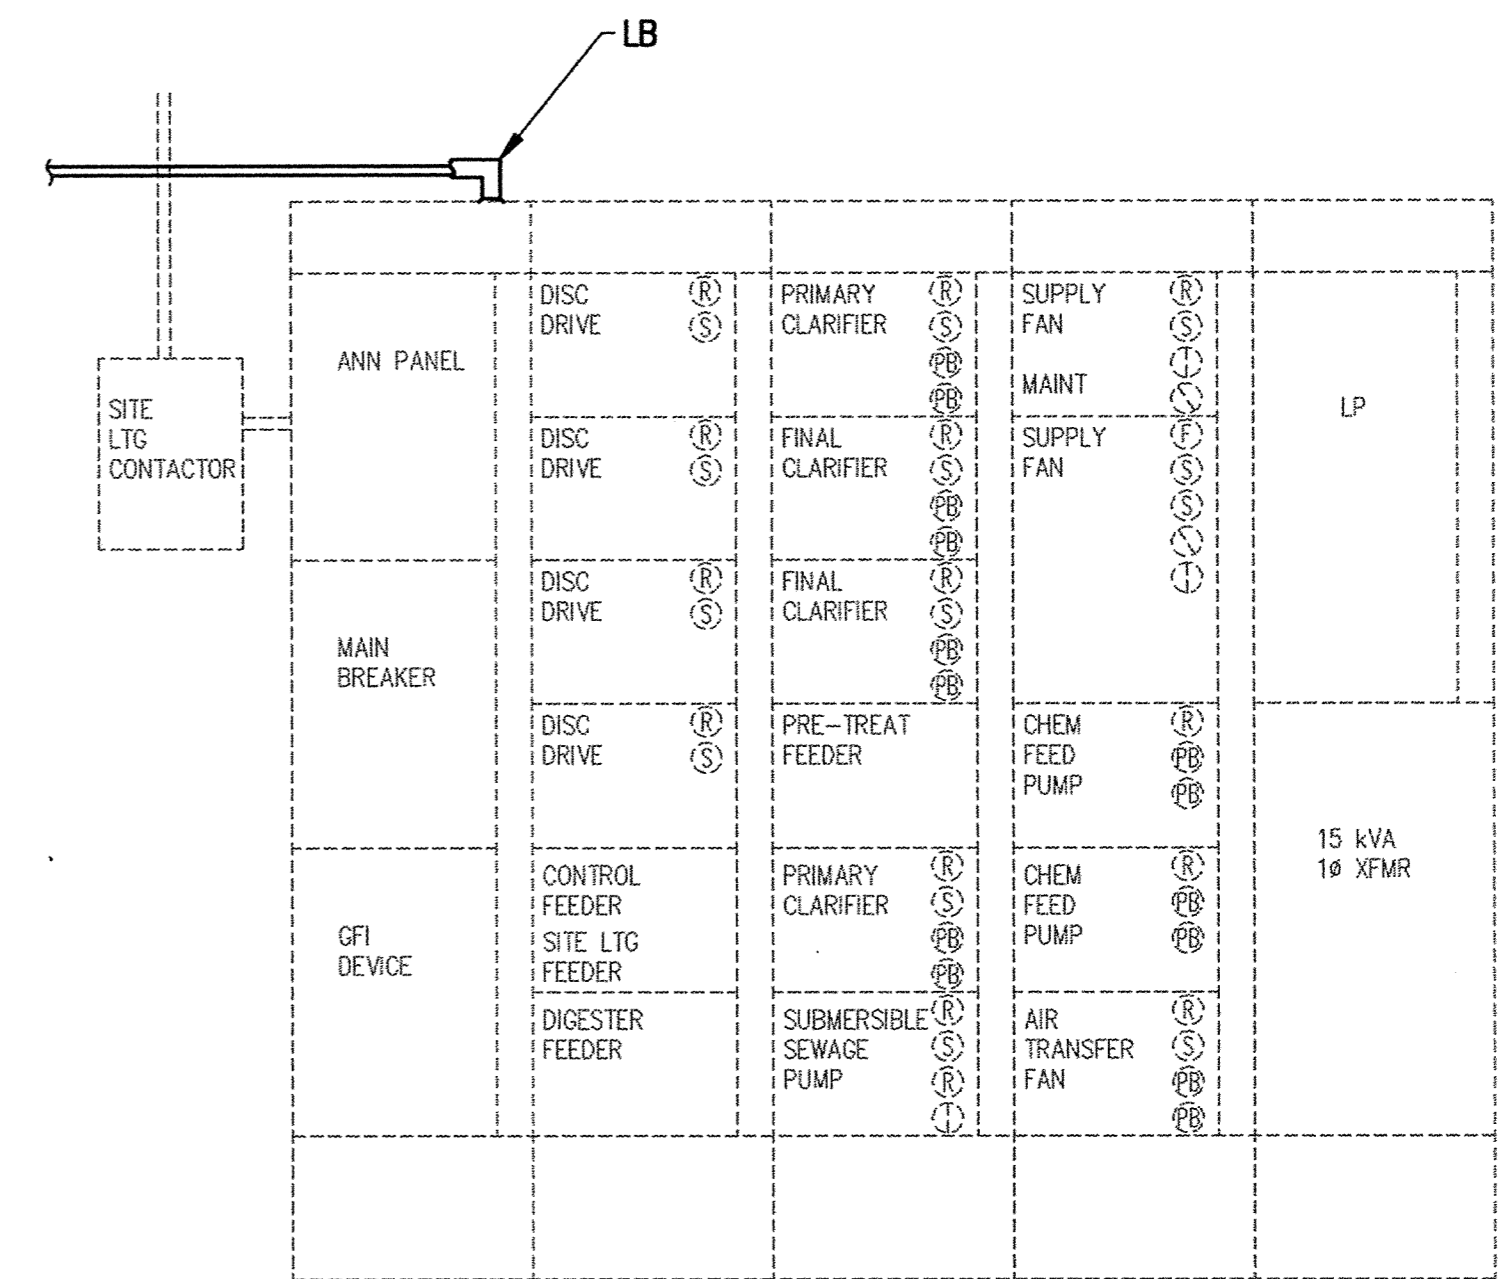 LB
SITE
LTG
CONTACTOR
ANN PANEL
MAIN
BREAKER
GFI
DEVICE
DISC
DRIVE
R
S
DISC
DRIVE
R
S
DISC
DRIVE
R
S
DISC
DRIVE
R
S
CONTROL
FEEDER
SITE LTG
FEEDER
DIGESTER
FEEDER
PRIMARY
CLARIFIER
R
S
PB
PB
FINAL
CLARIFIER
R
S
PB
PB
FINAL
CLARIFIER
R
S
PB
PB
PRE-TREAT
FEEDER
PRIMARY
CLARIFIER
R
S
PB
PB
SUBMERSIBLE
SEWAGE
PUMP
R
S
R
SUPPLY
FAN
MAINT
R
S
SUPPLY
FAN
F
S
S
CHEM
FEED
PUMP
R
PB
PB
CHEM
FEED
PUMP
R
PB
PB
AIR
TRANSFER
FAN
R
S
PB
PB
LP
15 kVA
1ø XFMR